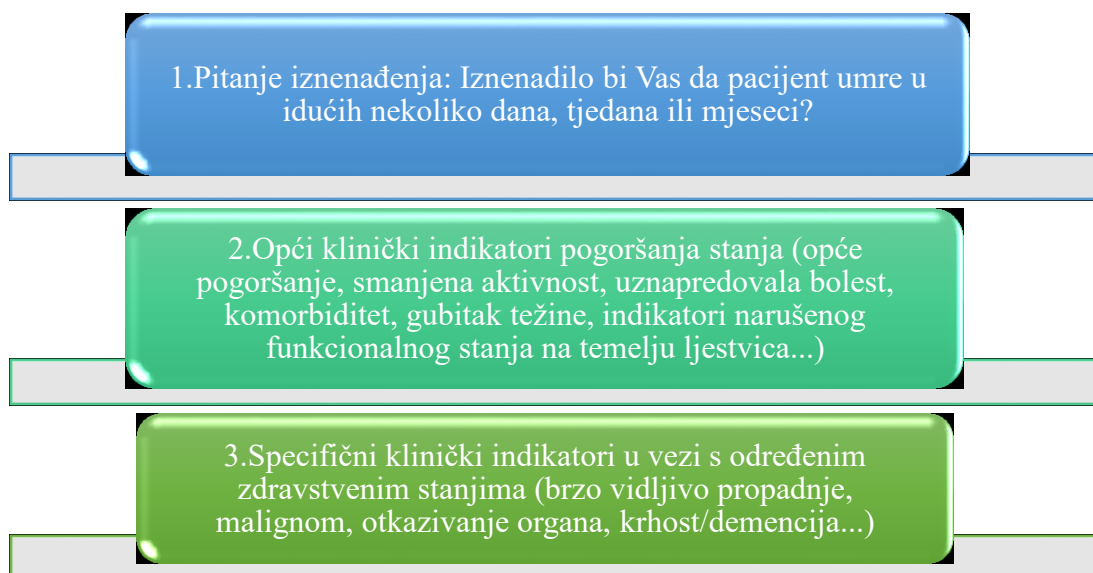 1.Pitanje iznenađenja: Iznenadilo bi Vas da pacijent umre u
idućih nekoliko dana, tjedana ili mjeseci?
2.Opći klinički indikatori pogoršanja stanja (opće
pogoršanje, smanjena aktivnost, uznapredovala bolest,
komorbiditet, gubitak težine, indikatori narušenog
funkcionalnog stanja na temelju ljestvica...)
3.Specifični klinički indikatori u vezi s određenim
zdravstvenim stanjima (brzo vidljivo propadnje,
malignom, otkazivanje organa, krhost/demencija...)